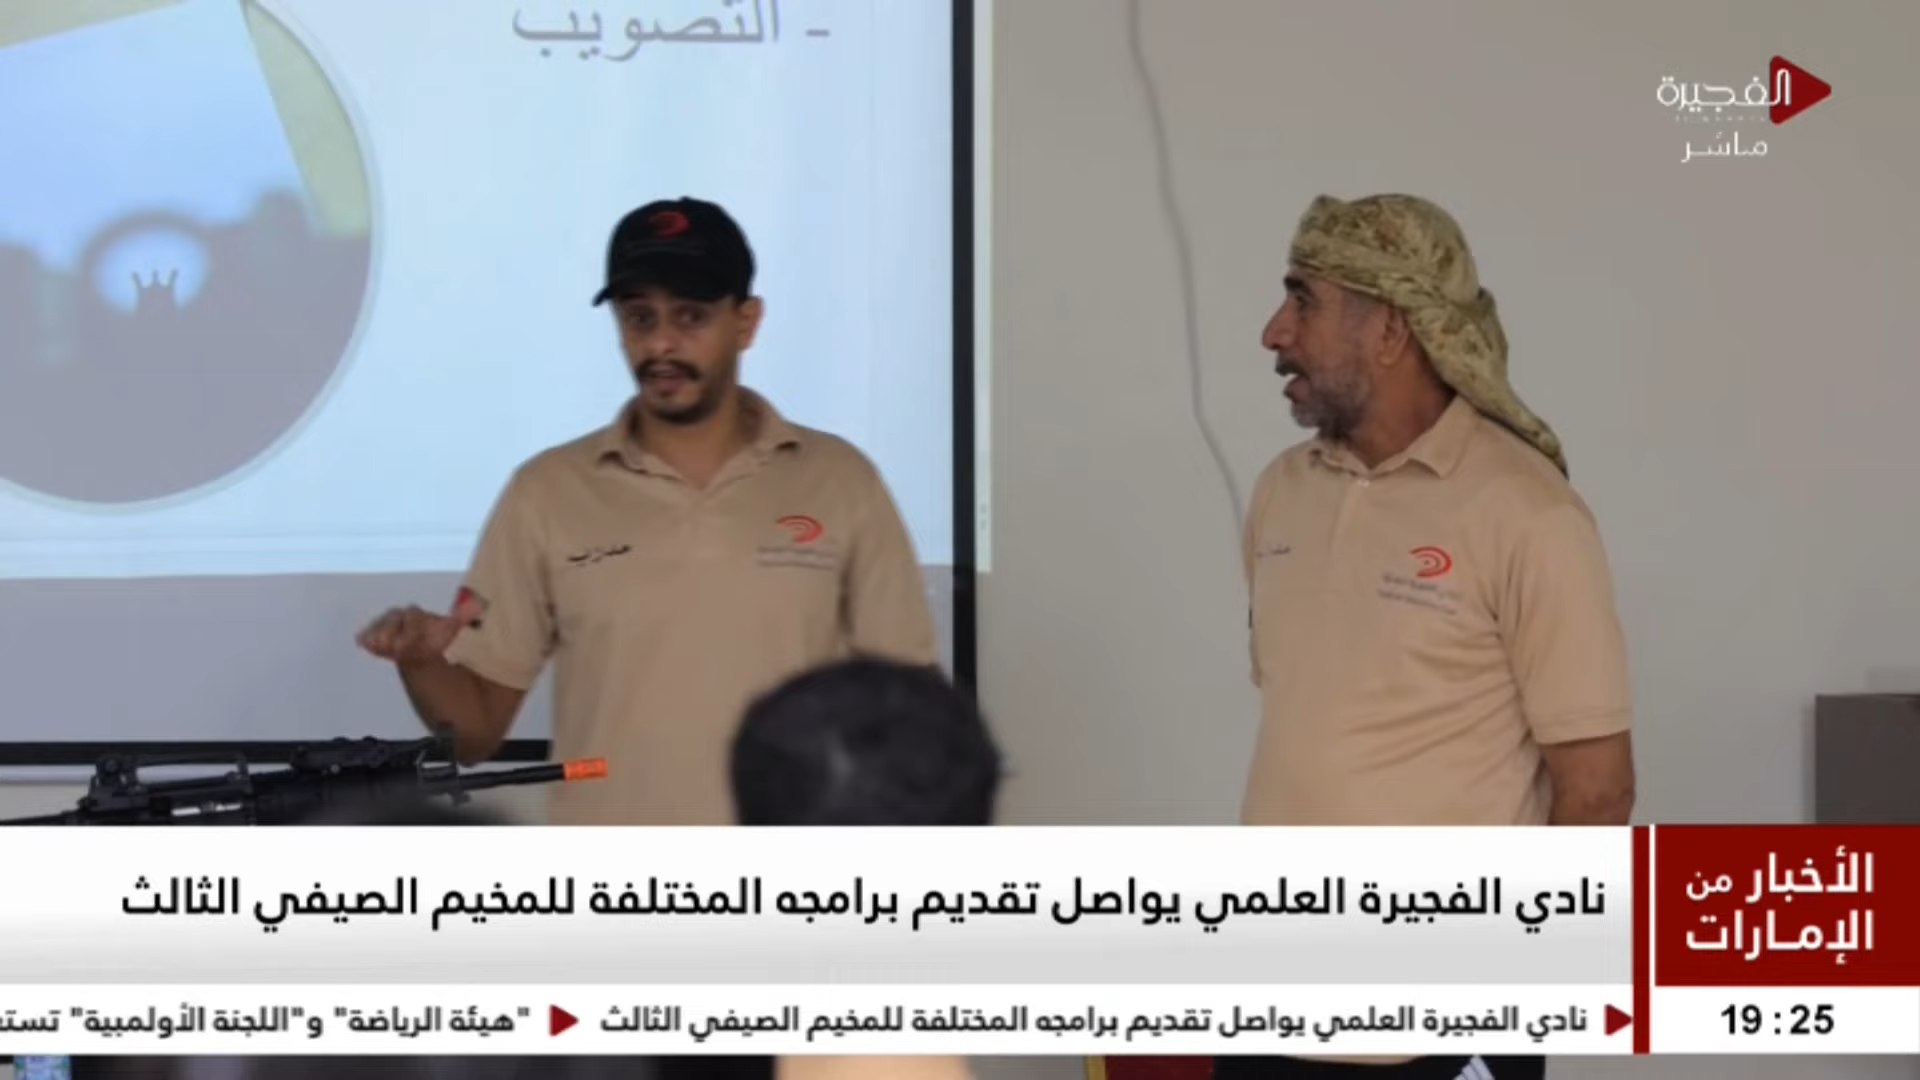 - التصويب
الفجيرة
مباشر
مدرب
نادي الفجيرة العلمي يواصل تقديم برامجه المختلفة للمخيم الصيفي الثالث
الأخبار من
الإمارات
نادي الفجيرة العلمي يواصل تقديم برامجه المختلفة للمخيم الصيفي الثالث
"هيئة الرياضة" و"اللجنة الأولمبية"
19:25